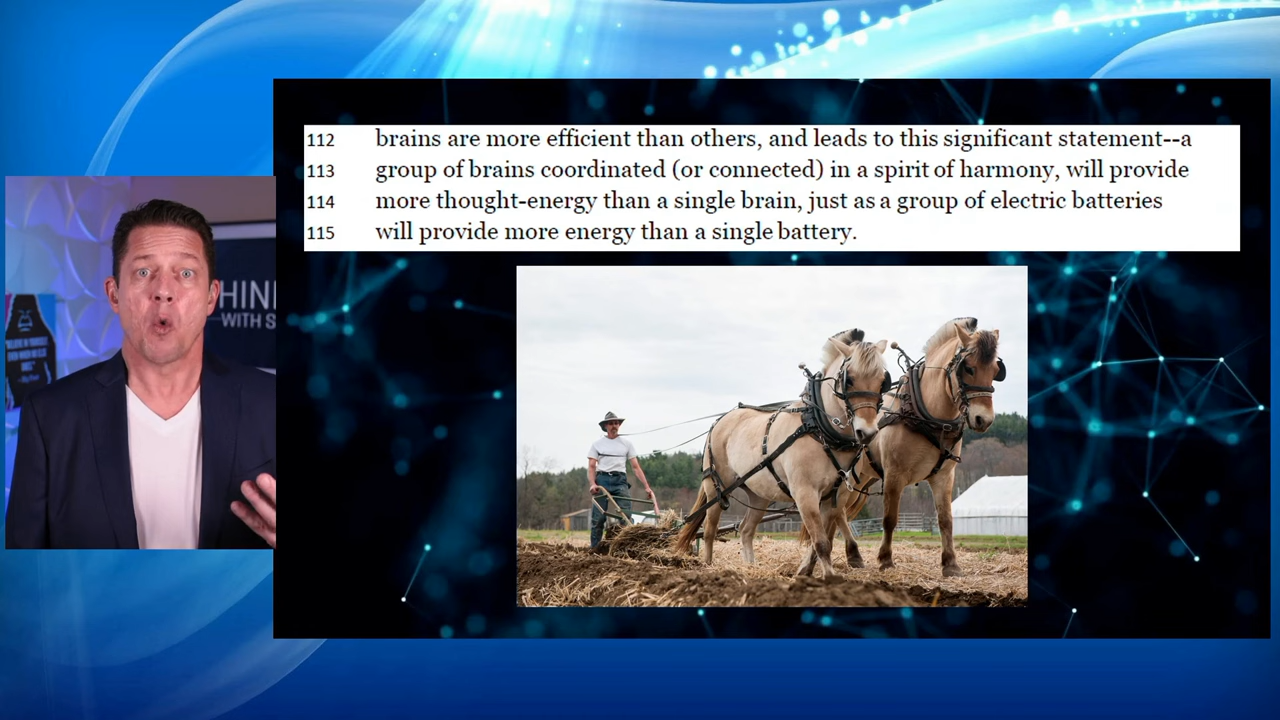 112 brains are more efficient than others, and leads to this significant statement--a
113 group of brains coordinated (or connected) in a spirit of harmony, will provide
114 more thought-energy than a single brain, just as a group of electric batteries
115 will provide more energy than a single battery.
HIN
WITH S